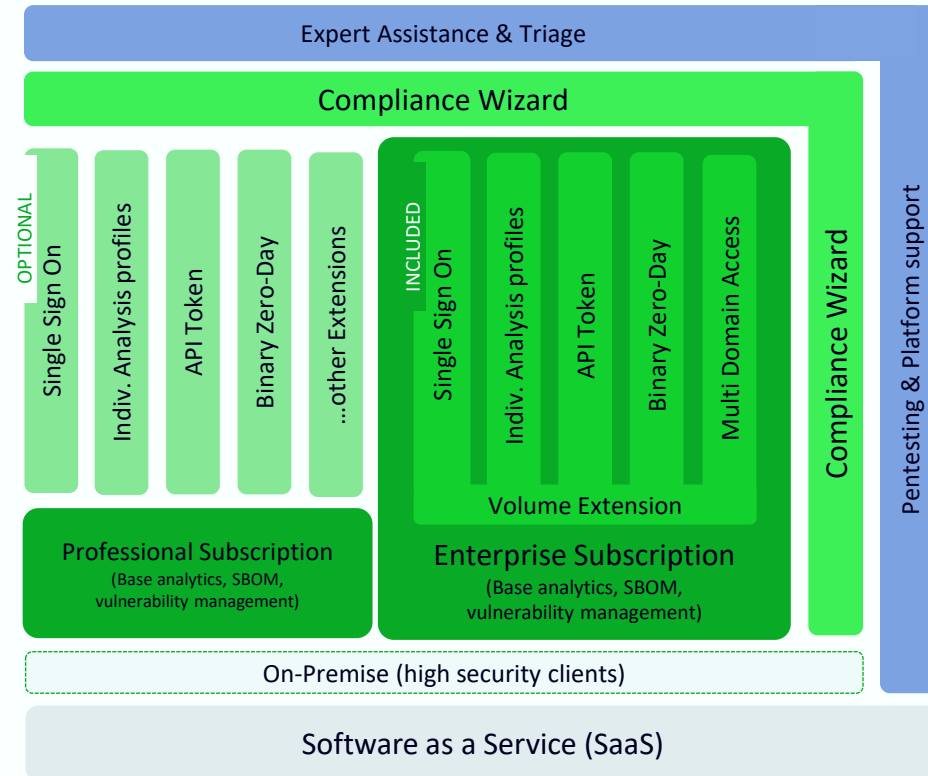 Expert Assistance & Triage
Compliance Wizard
OPTIONAL
Single Sign On
Indiv. Analysis profiles
API Token
Binary Zero-Day
...other Extensions
INCLUDED
Single Sign On
Indiv. Analysis profiles
API Token
Binary Zero-Day
Multi Domain Access
Volume Extension
Compliance Wizard
Pentesting & Platform support
Professional Subscription
(Base analytics, SBOM,
vulnerability management)
Enterprise Subscription
(Base analytics, SBOM,
vulnerability management)
On-Premise (high security clients)
Software as a Service (SaaS)